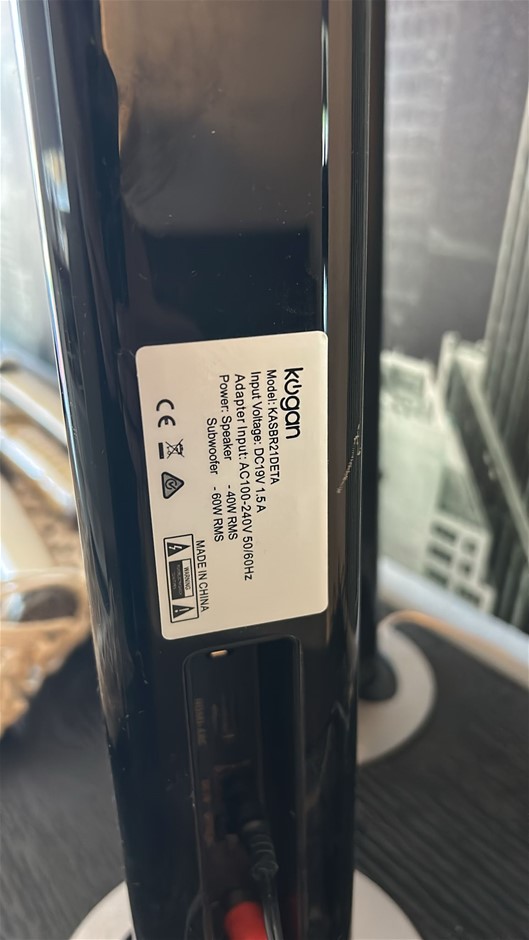 kogan
Model: KASBR21DETA
Input Voltage: DC19V 1.5A
Adapter Input: AC100-240V 50/60Hz
Power: Speaker - 40W RMS
Subwoofer - 60W RMS
CE
MADE IN CHINA
WARNING